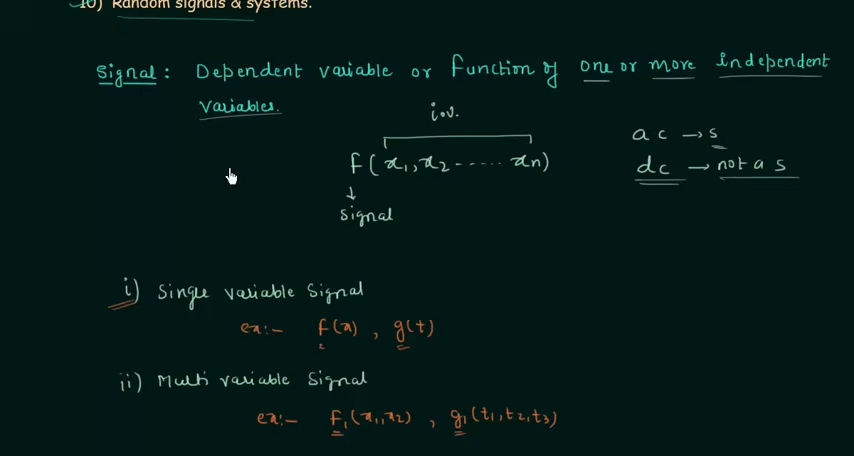 10) Random signals & systems.
Signal: Dependent variable or function of one or more independent
variables.
i.v.
f(x1, x2 ------ xn)
ac → s
dc → not a s
↓
signal
i) Single variable Signal
ex:- f(x), g(t)
ii) Multi variable Signal
ex:- f1(x1,x2), g1(t1,t2,t3)